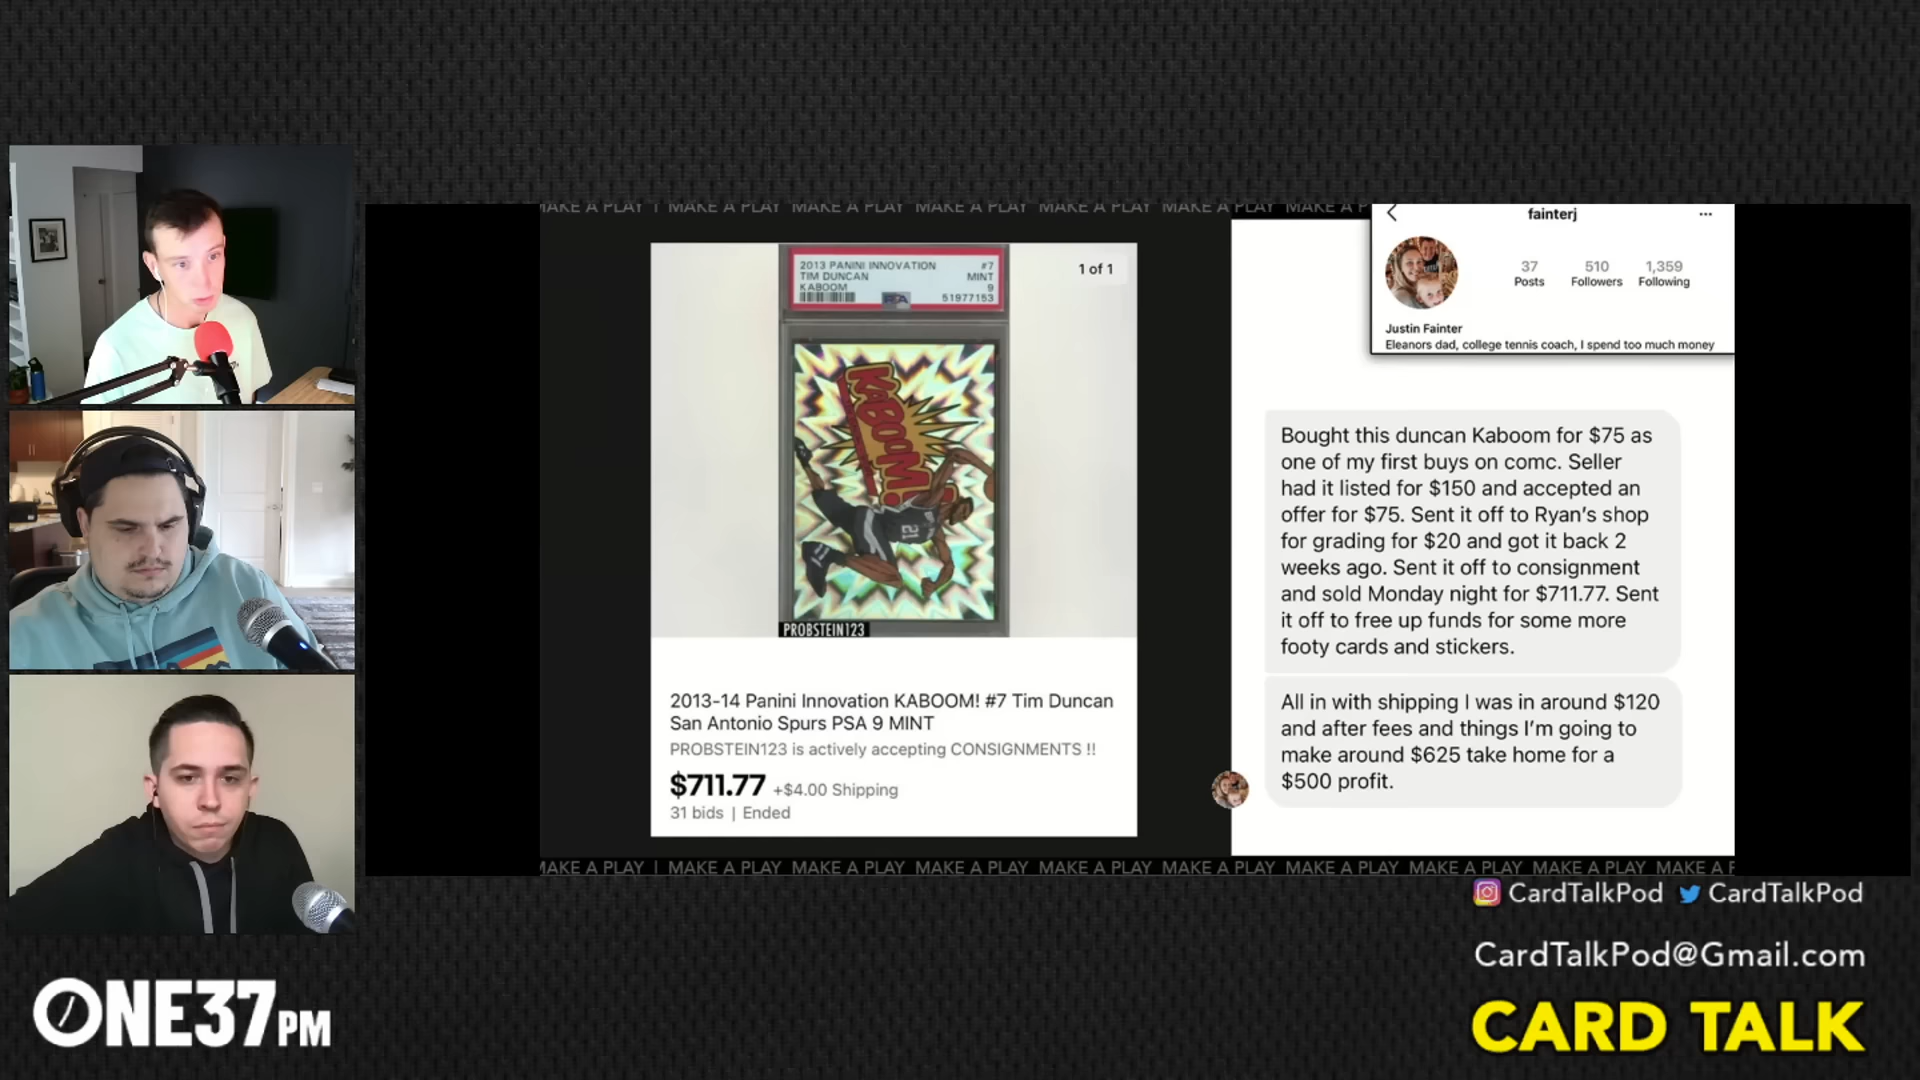 MAKE A PLAY | MAKE A PLAY MAKE A PLAY MAKE A PLAY MAKE A PLAY MAKE A PLAY MAKE A P
fainterj
37
Posts
510
Followers
1,359
Following
Justin Fainter
Eleanors dad, college tennis coach, I spend too much money
2013 PANINI INNOVATION #7
TIM DUNCAN MINT
KABOOM 9
PSA 51977153
1 of 1
KABOOM!
21
PROBSTEIN123
2013-14 Panini Innovation KABOOM! #7 Tim Duncan
San Antonio Spurs PSA 9 MINT
PROBSTEIN123 is actively accepting CONSIGNMENTS !!
$711.77 +$4.00 Shipping
31 bids | Ended
Bought this duncan Kaboom for $75 as
one of my first buys on comc. Seller
had it listed for $150 and accepted an
offer for $75. Sent it off to Ryan's shop
for grading for $20 and got it back 2
weeks ago. Sent it off to consignment
and sold Monday night for $711.77. Sent
it off to free up funds for some more
footy cards and stickers.
All in with shipping I was in around $120
and after fees and things I'm going to
make around $625 take home for a
$500 profit.
MAKE A PLAY | MAKE A PLAY MAKE A PLAY MAKE A PLAY MAKE A PLAY MAKE A PLAY MAKE A PLAY MAKE A PLAY MAKE A P
CardTalkPod CardTalkPod
CardTalkPod@Gmail.com
CARD TALK
ONE37PM